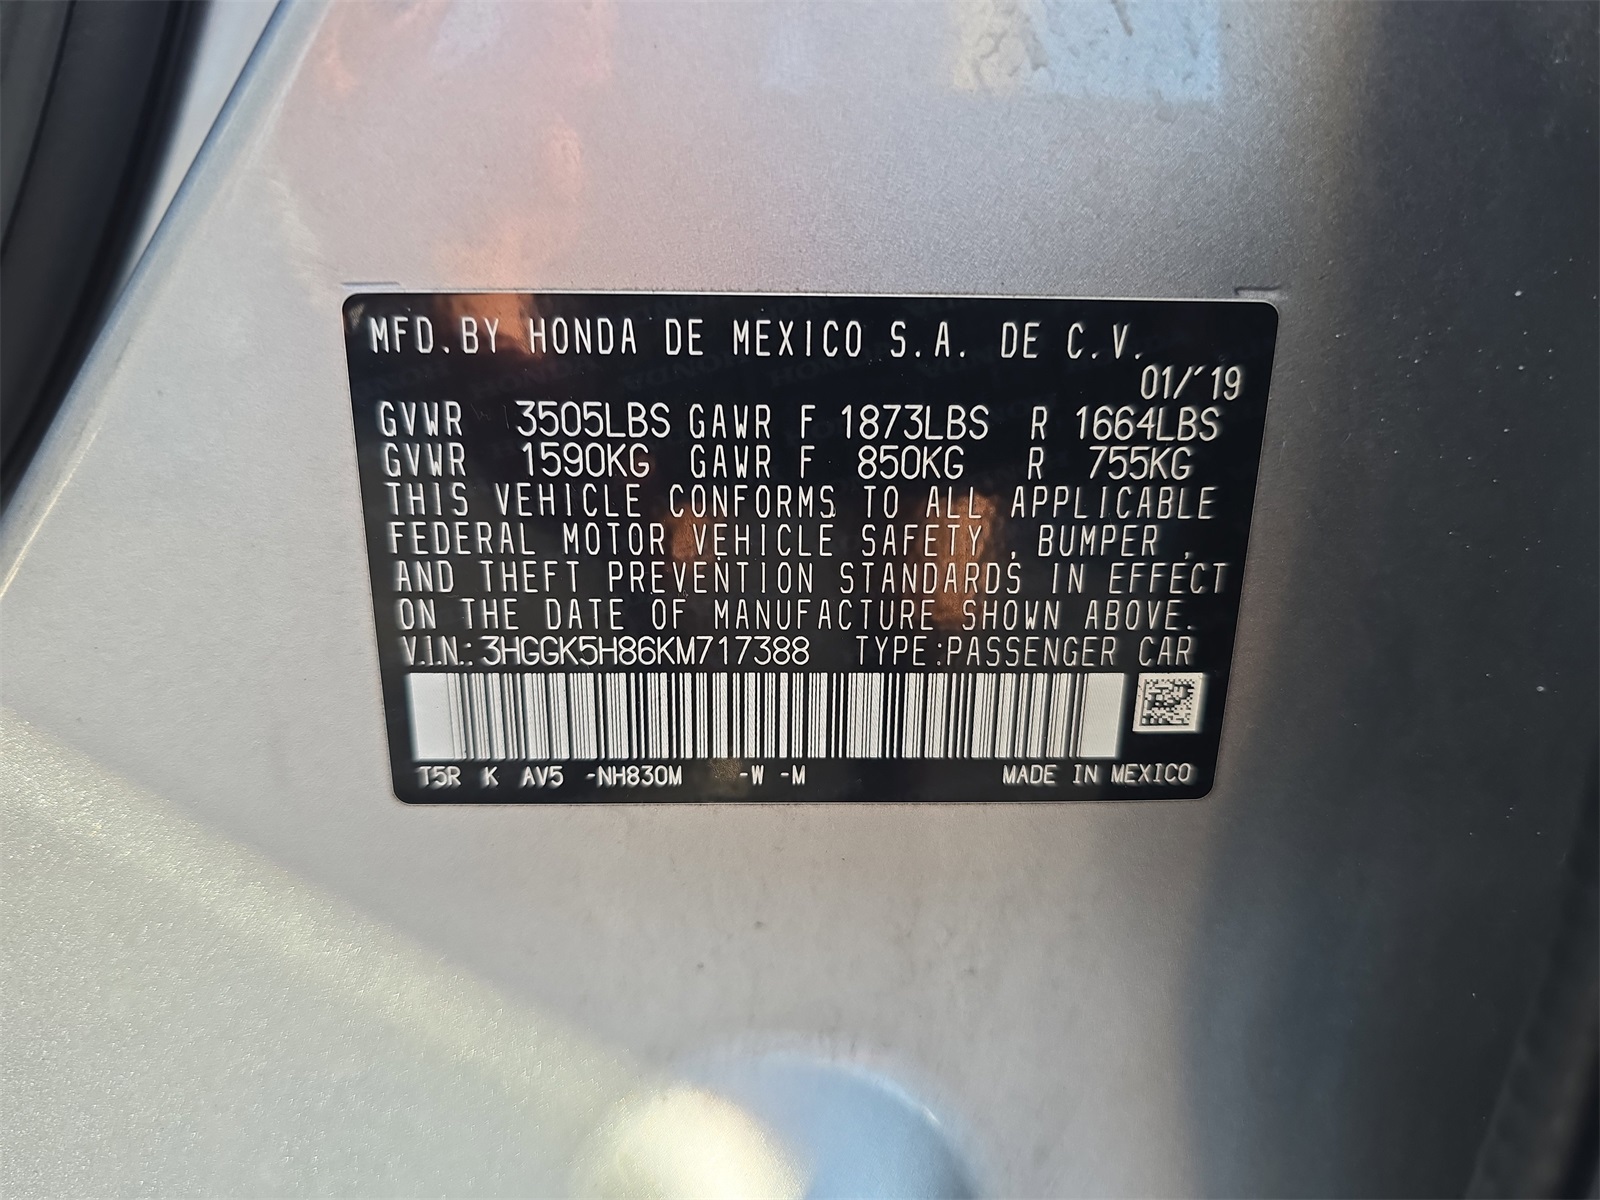 MFD.BY HONDA DE MEXICO S.A. DE C.V.
01/'19
GVWR 3505LBS GAWR F 1873LBS R 1664LBS
GVWR 1590KG GAWR F 850KG R 755KG
THIS VEHICLE CONFORMS TO ALL APPLICABLE
FEDERAL MOTOR VEHICLE SAFETY , BUMPER ,
AND THEFT PREVENTION STANDARDS IN EFFECT
ON THE DATE OF MANUFACTURE SHOWN ABOVE.
V.I.N.: 3HGGK5H86KM717388 TYPE:PASSENGER CAR
T5R K AV5 -NH830M -W -M MADE IN MEXICO